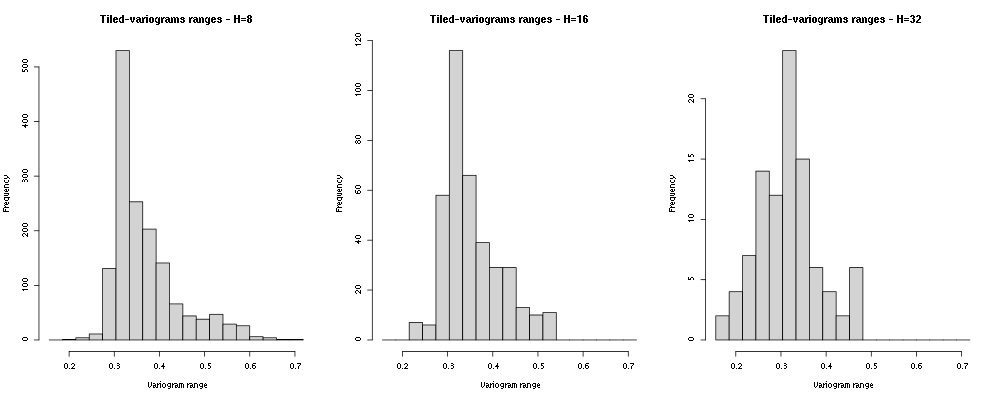 Tiled-variograms ranges - H=8
Frequency
500
400
300
200
100
0
0.2 0.3 0.4 0.5 0.6 0.7
Variogram range
Tiled-variograms ranges - H=16
Frequency
120
100
80
60
40
20
0
0.2 0.3 0.4 0.5 0.6 0.7
Variogram range
Tiled-variograms ranges - H=32
Frequency
20
15
10
5
0
0.2 0.3 0.4 0.5 0.6 0.7
Variogram range